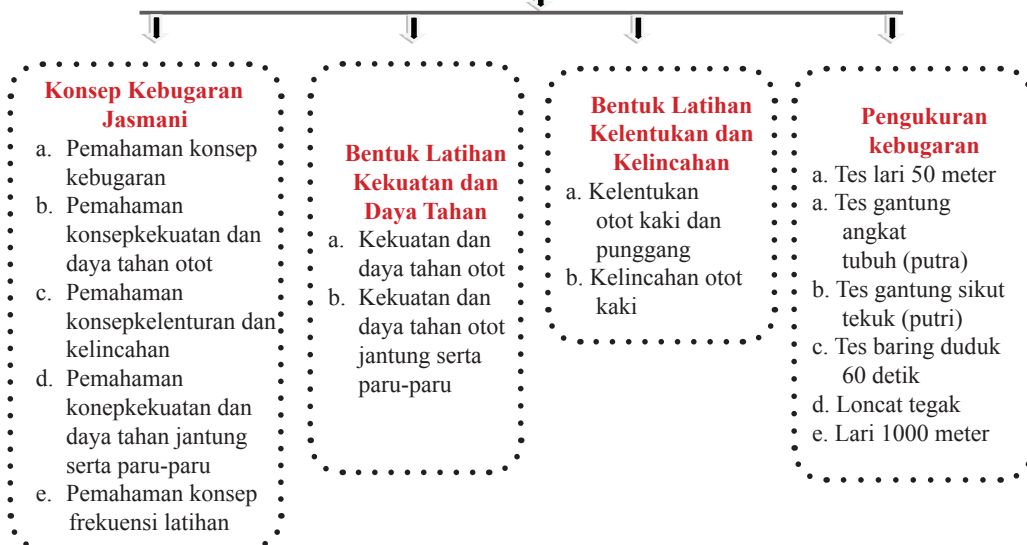 Konsep Kebugaran
Jasmani
a. Pemahaman konsep
kebugaran
b. Pemahaman
konsepkekuatan dan
daya tahan otot
c. Pemahaman
konsepkelenturan dan
kelincahan
d. Pemahaman
konepkekuatan dan
daya tahan jantung
serta paru-paru
e. Pemahaman konsep
frekuensi latihan
Bentuk Latihan
Kekuatan dan
Daya Tahan
a. Kekuatan dan
daya tahan otot
b. Kekuatan dan
daya tahan otot
jantung serta
paru-paru
Bentuk Latihan
Kelentukan dan
Kelincahan
a. Kelentukan
otot kaki dan
punggang
b. Kelincahan otot
kaki
Pengukuran
kebugaran
a. Tes lari 50 meter
a. Tes gantung
angkat
tubuh (putra)
b. Tes gantung sikut
tekuk (putri)
c. Tes baring duduk
60 detik
d. Loncat tegak
e. Lari 1000 meter